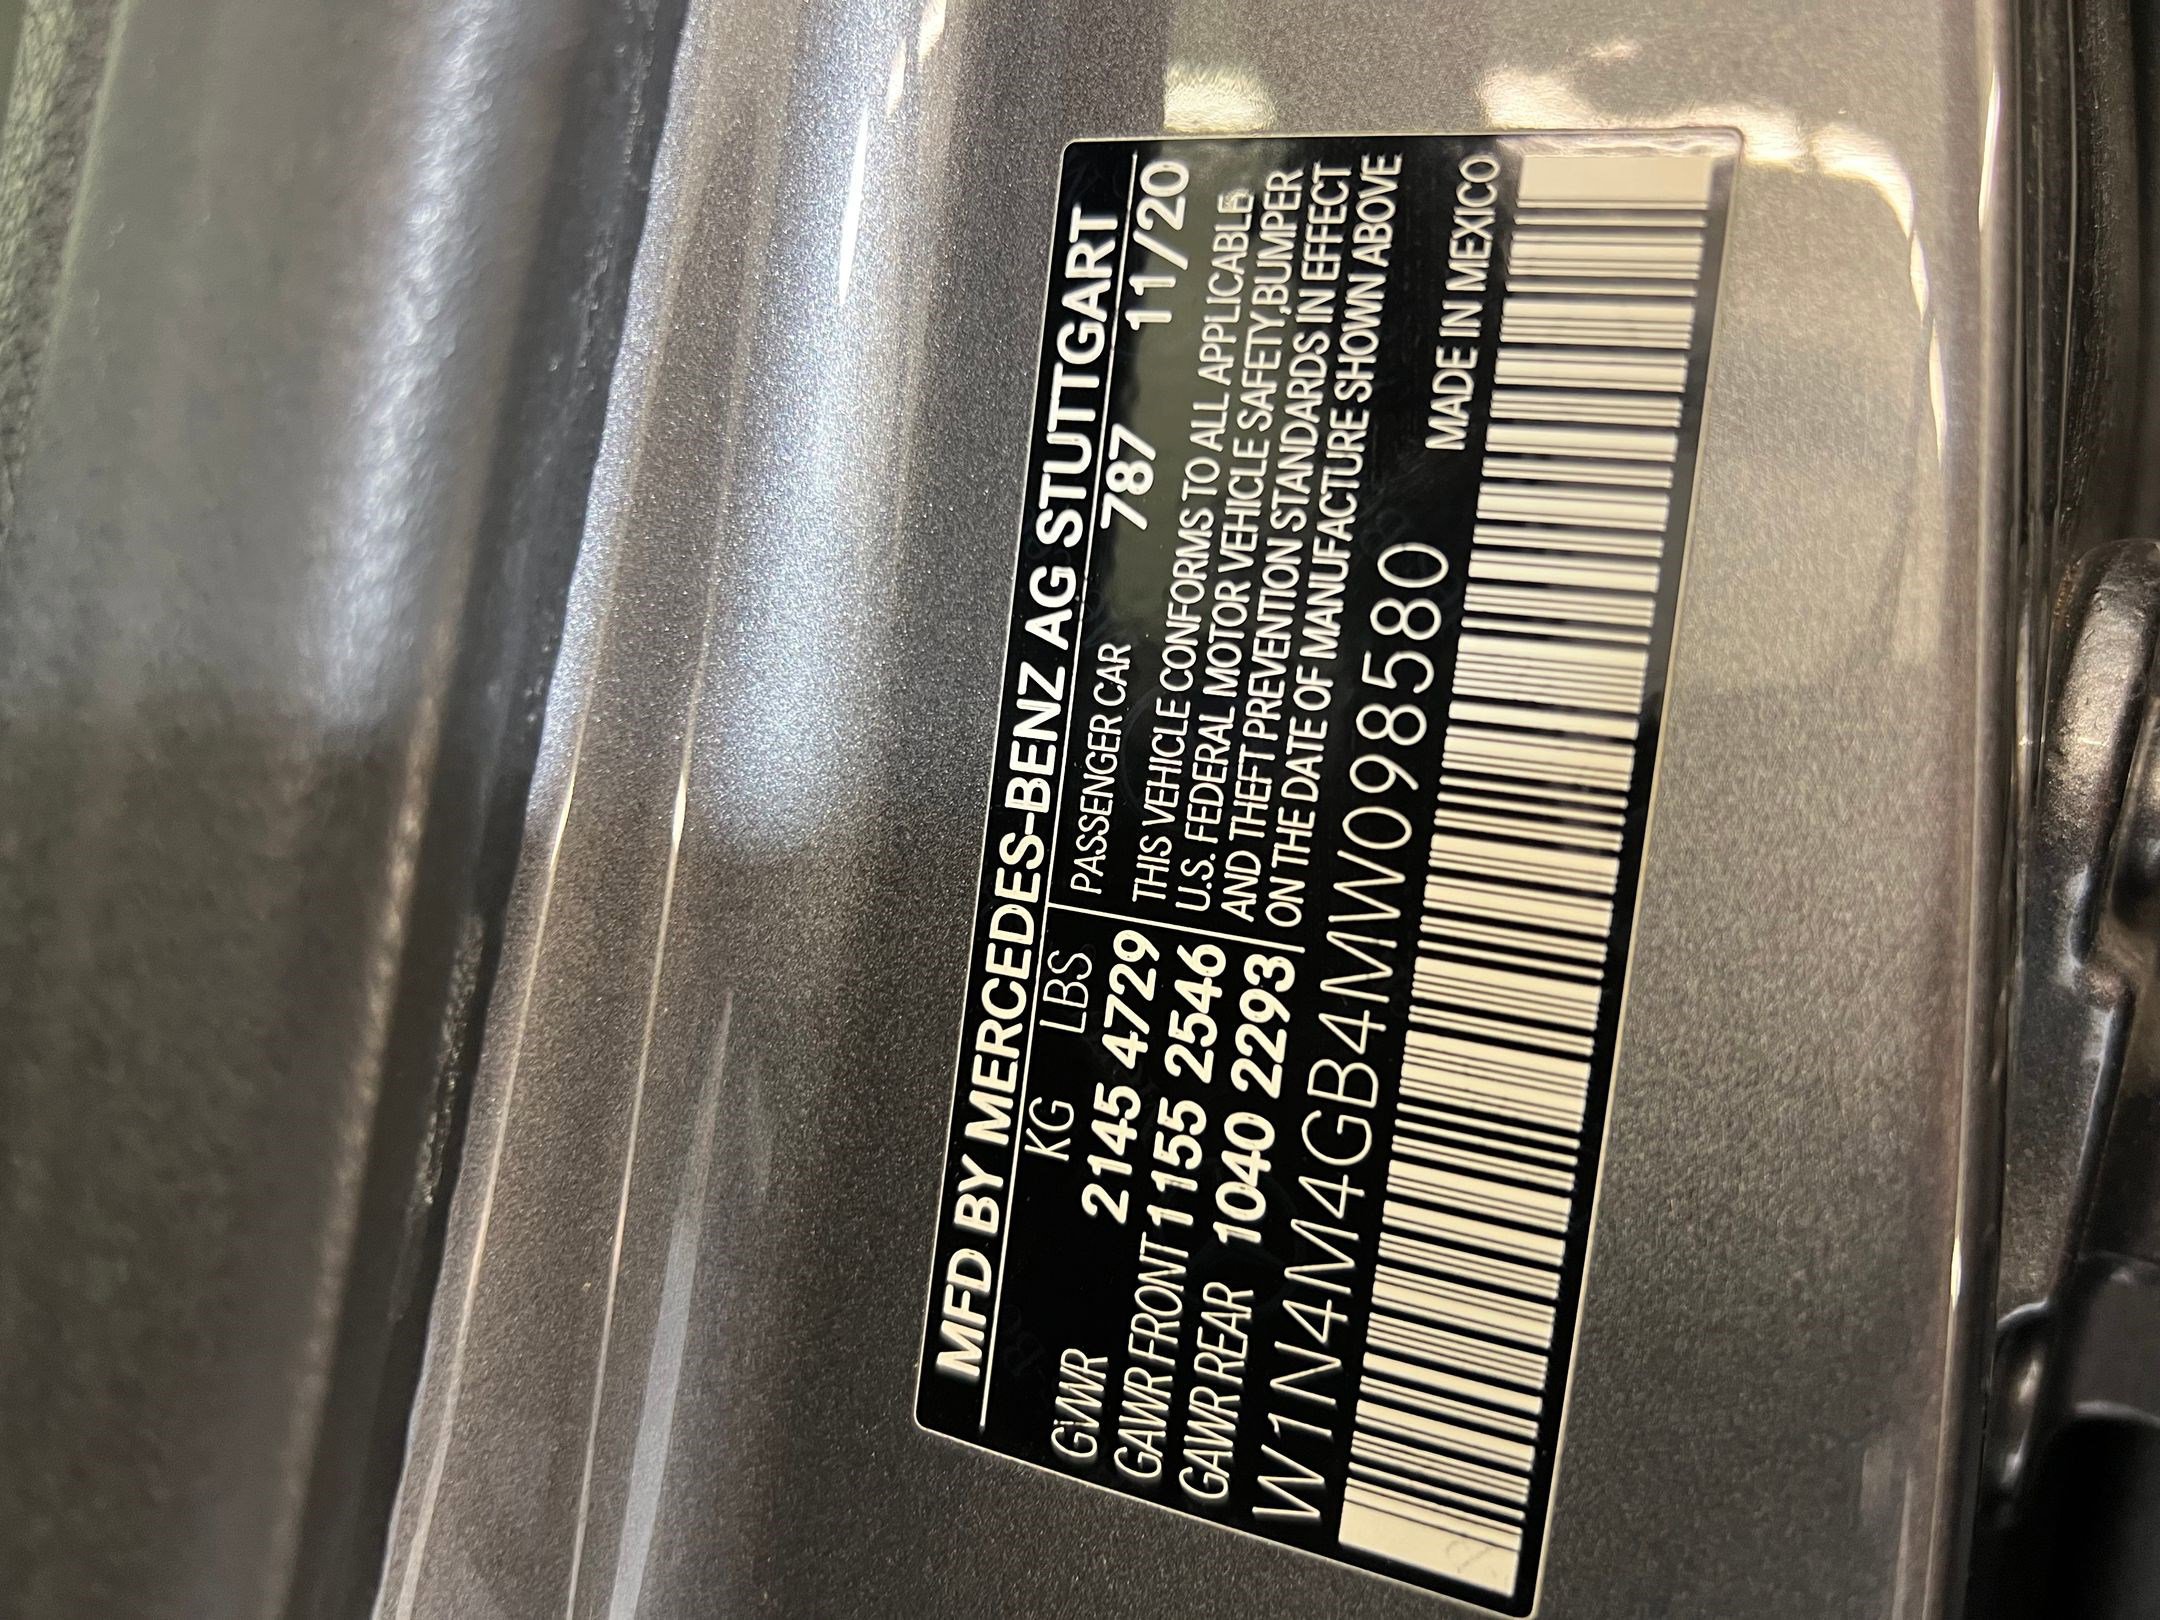 MFD BY MERCEDES-BENZ AG STUTTGART
KG LBS PASSENGER CAR 787 11/20
GVWR 2145 4729
GAWR FRONT 1155 2546
GAWR REAR 1040 2293
THIS VEHICLE CONFORMS TO ALL APPLICABLE
U.S. FEDERAL MOTOR VEHICLE SAFETY,BUMPER
AND THEFT PREVENTION STANDARDS IN EFFECT
ON THE DATE OF MANUFACTURE SHOWN ABOVE
W1N4M4GB4MW098580
MADE IN MEXICO